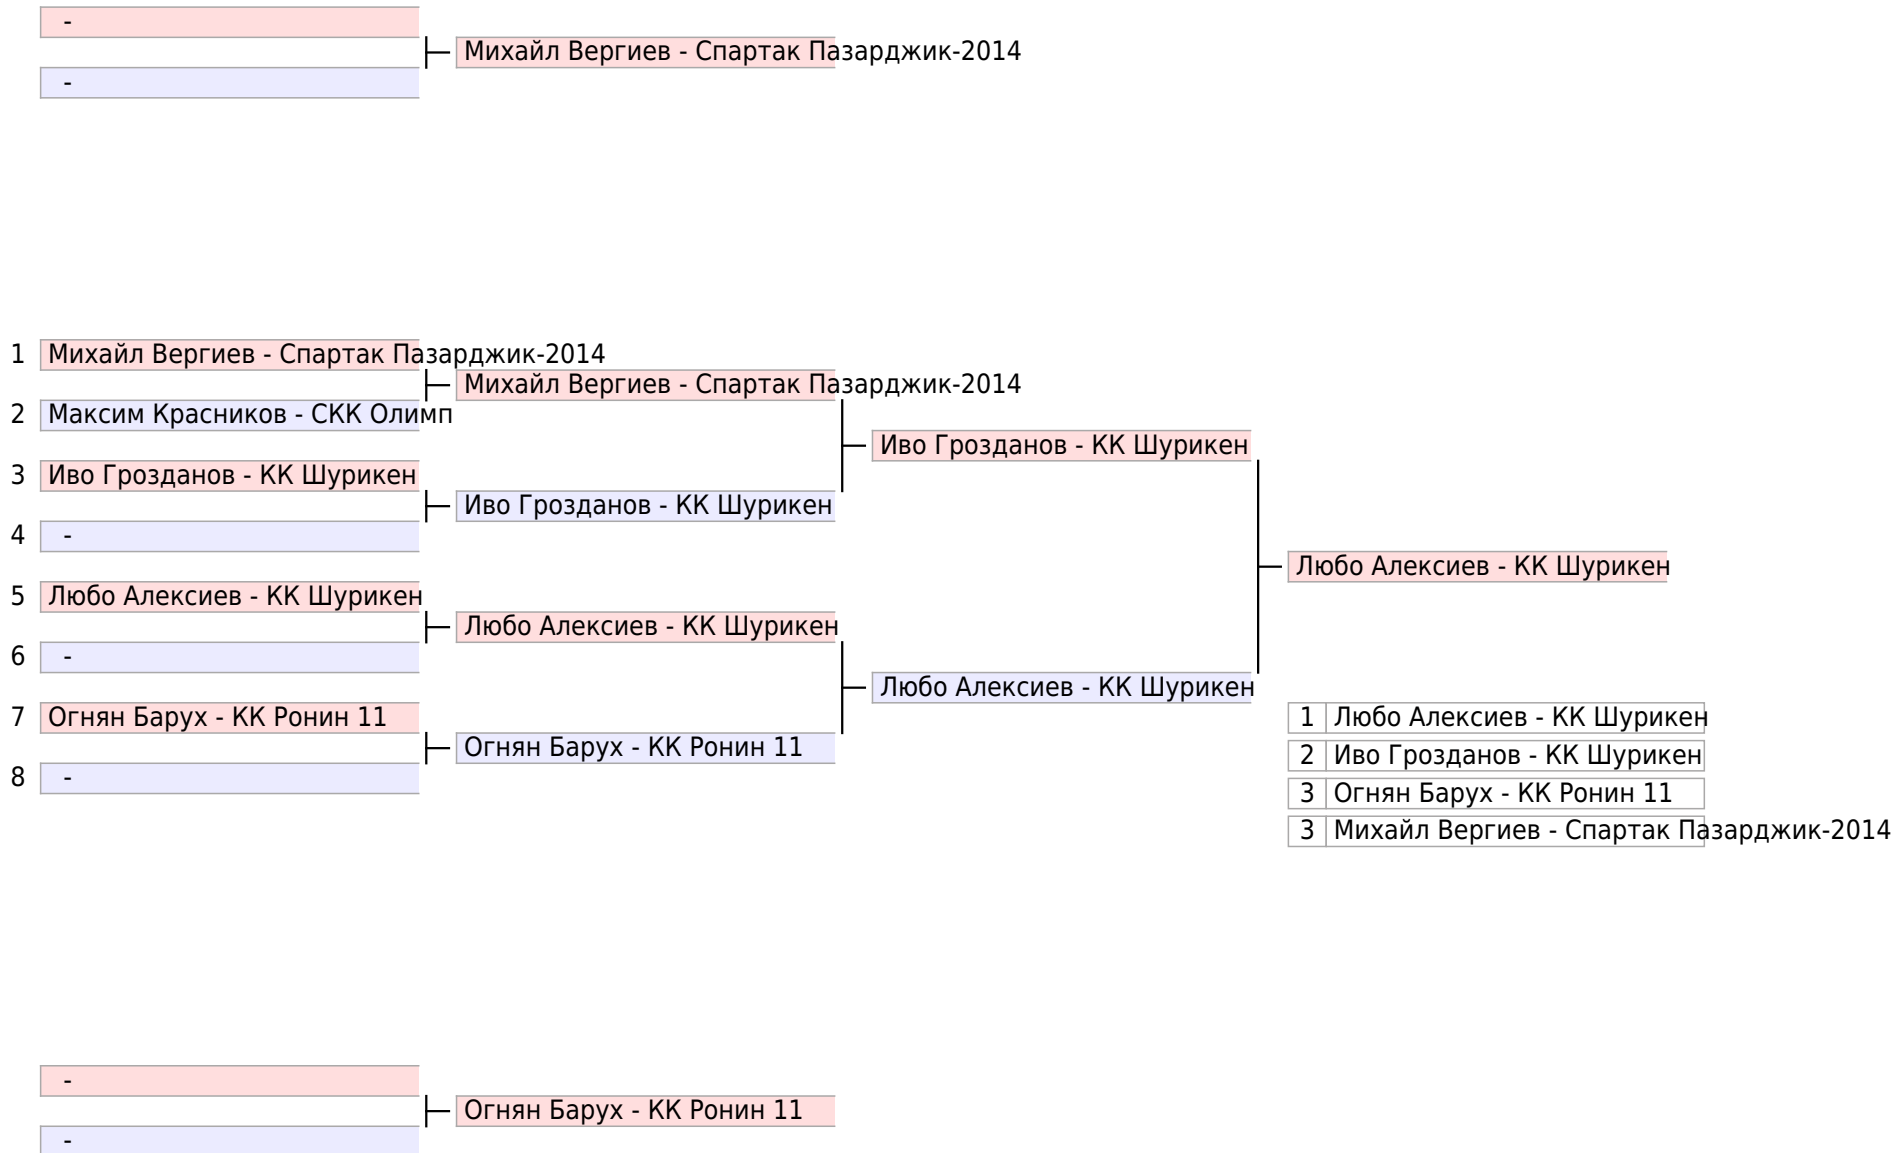 -
Михайл Вергиев - Спартак Пазарджик-2014
-
1 Михайл Вергиев - Спартак Пазарджик-2014
Михайл Вергиев - Спартак Пазарджик-2014
2 Максим Красников - СКК Олимп
Иво Грозданов - КК Шурикен
3 Иво Грозданов - КК Шурикен
Иво Грозданов - КК Шурикен
4 -
Любо Алексиев - КК Шурикен
5 Любо Алексиев - КК Шурикен
Любо Алексиев - КК Шурикен
6 -
Любо Алексиев - КК Шурикен
7 Огнян Барух - КК Ронин 11
Огнян Барух - КК Ронин 11
8 -
1 Любо Алексиев - КК Шурикен
2 Иво Грозданов - КК Шурикен
3 Огнян Барух - КК Ронин 11
3 Михайл Вергиев - Спартак Пазарджик-2014
-
Огнян Барух - КК Ронин 11
-